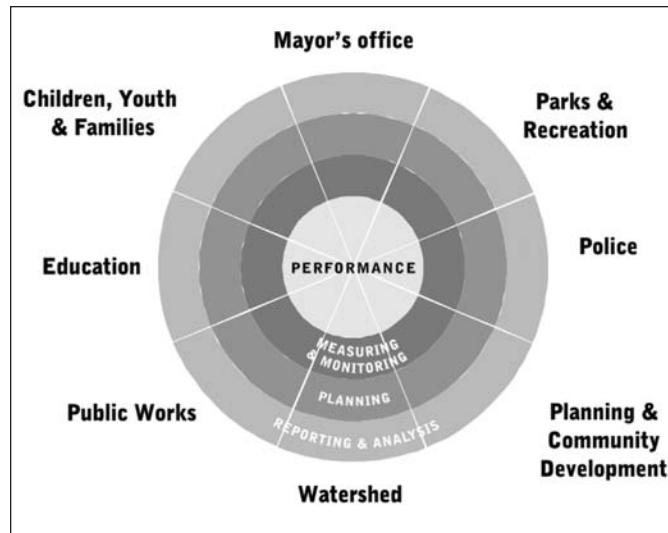 Mayor's office
Children, Youth
& Families
Parks &
Recreation
Education
PERFORMANCE
Police
MEASURING
& MONITORING
PLANNING
REPORTING & ANALYSIS
Public Works
Planning &
Community
Development
Watershed